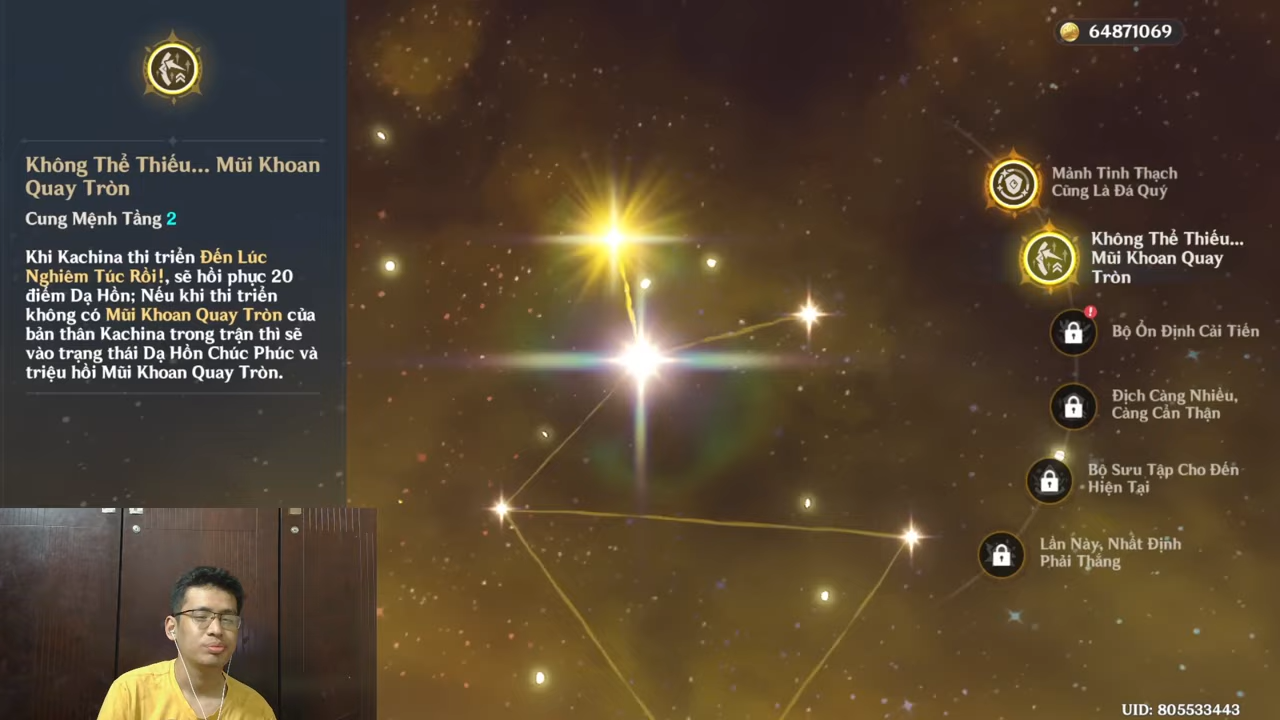 64871069
Không Thể Thiếu... Mũi Khoan
Quay Tròn
Cung Mệnh Tầng 2
Khi Kachina thi triển Đến Lúc
Nghiêm Túc Rồi!, sẽ hồi phục 20
điểm Dạ Hồn; Nếu khi thi triển
không có Mũi Khoan Quay Tròn của
bản thân Kachina trong trận thì sẽ
vào trạng thái Dạ Hồn Chúc Phúc và
triệu hồi Mũi Khoan Quay Tròn.
Mảnh Tinh Thạch
Cũng Là Đá Quý
Không Thể Thiếu...
Mũi Khoan Quay
Tròn
Bộ Ổn Định Cải Tiến
Địch Càng Nhiều,
Càng Cẩn Thận
Bộ Sưu Tập Cho Đến
Hiện Tại
Lần Này, Nhất Định
Phải Thắng
UID: 805533443